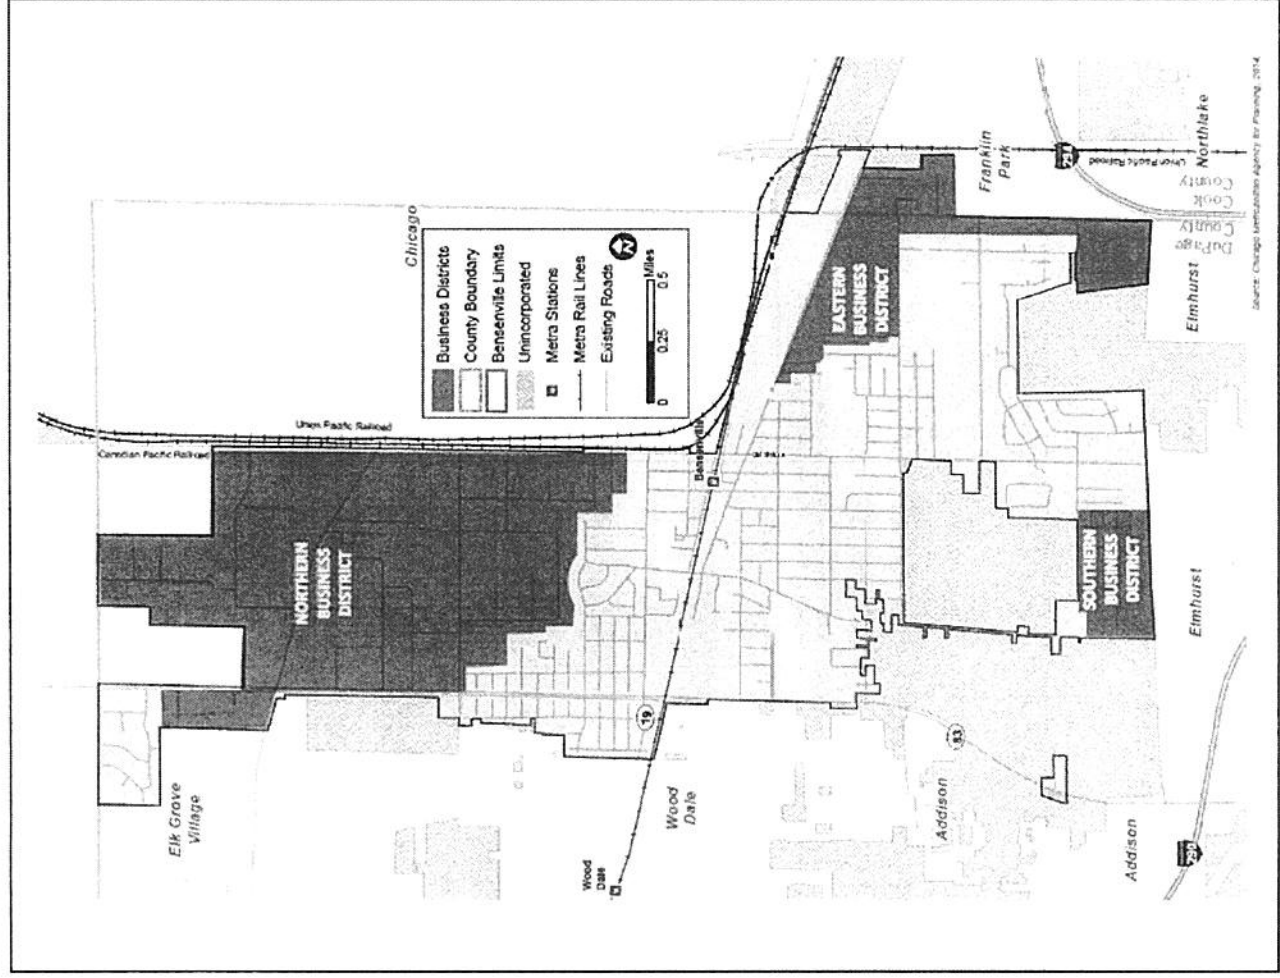 Chicago
Business Districts
County Boundary
Bensenville Limits
Unincorporated
Metra Stations
Metra Rail Lines
Existing Roads
N
Miles
0
0.25
0.5
Union Pacific Railroad
Canadian Pacific Railroad
NORTHERN
BUSINESS
DISTRICT
Bensenville
EASTERN
BUSINESS
DISTRICT
Franklin
Park
294
Union Pacific Railroad
Northlake
Cook
County
DuPage
County
Elmhurst
SOUTHERN
BUSINESS
DISTRICT
Elmhurst
Elk Grove
Village
19
Wood
Dale
Wood
Dale
83
Addison
Addison
290
Source: Chicago Metropolitan Agency for Planning, 2014.